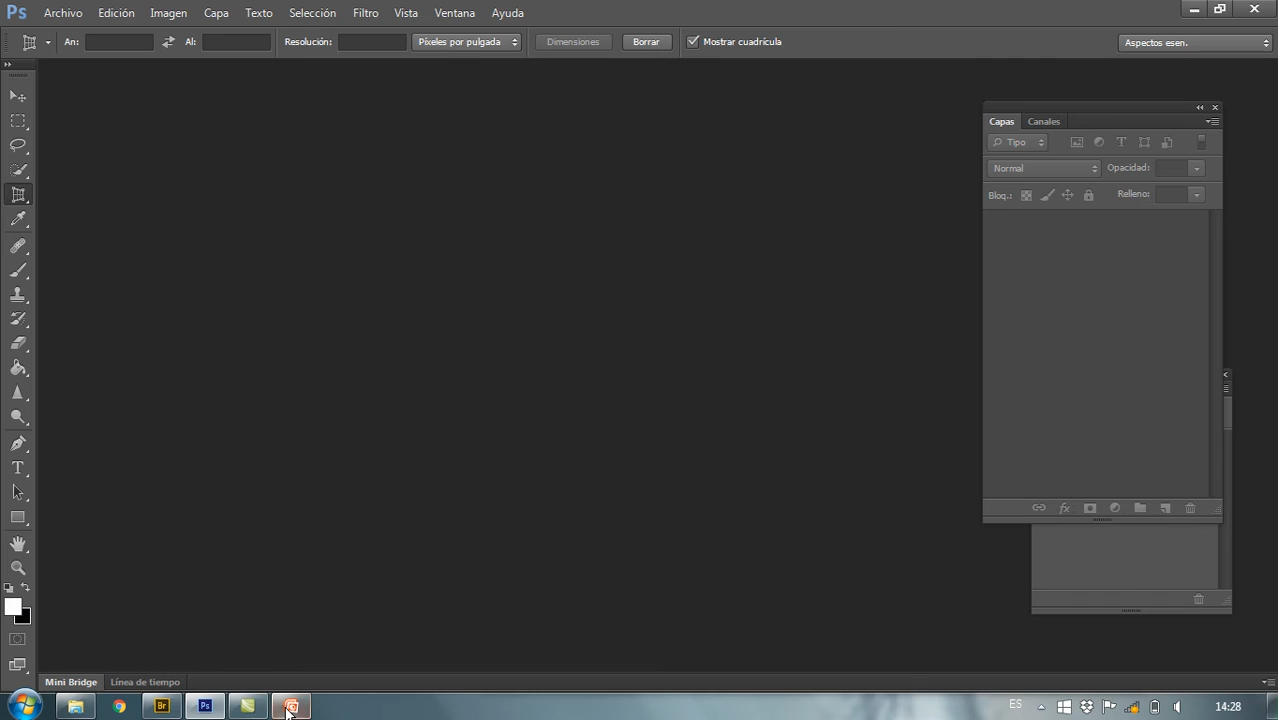 Ps Archivo Edición Imagen Capa Texto Selección Filtro Vista Ventana Ayuda
An: Al: Resolución: Píxeles por pulgada Dimensiones Borrar Mostrar cuadrícula Aspectos esen.
Capas Canales
Tipo T
Normal Opacidad:
Bloq.: Relleno:
fx
T
Mini Bridge Línea de tiempo
Br Ps ES 14:28